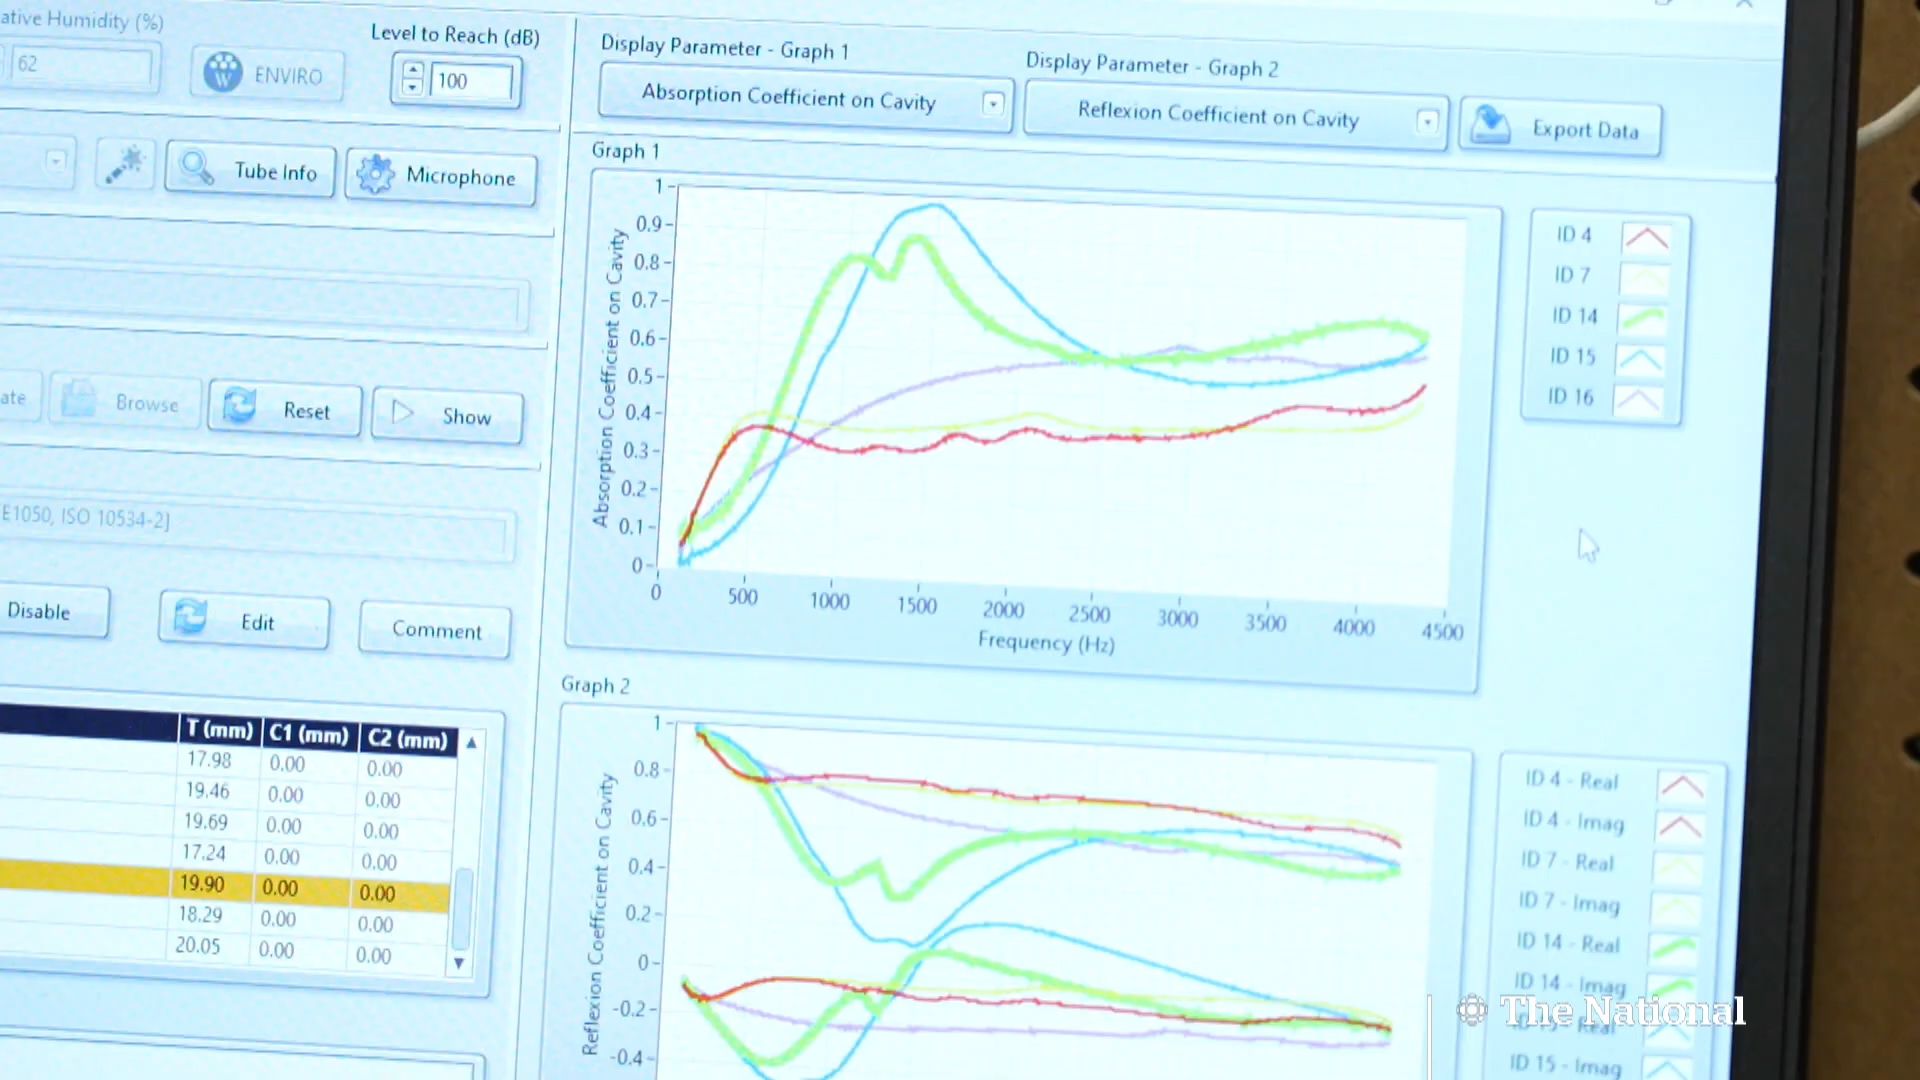 ative Humidity (%)
62
ENVIRO
Level to Reach (dB)
100
Tube Info
Microphone
ate
Browse
Reset
Show
E1050, ISO 10534-2]
Disable
Edit
Comment
T (mm) C1 (mm) C2 (mm)
17.98 0.00 0.00
19.46 0.00 0.00
19.69 0.00 0.00
17.24 0.00 0.00
19.90 0.00 0.00
18.29 0.00 0.00
20.05 0.00 0.00
Display Parameter - Graph 1
Absorption Coefficient on Cavity
Display Parameter - Graph 2
Reflexion Coefficient on Cavity
Export Data
Graph 1
Absorption Coefficient on Cavity
1
0.9
0.8
0.7
0.6
0.5
0.4
0.3
0.2
0.1
0
0 500 1000 1500 2000 2500 3000 3500 4000 4500
Frequency (Hz)
ID 4
ID 7
ID 14
ID 15
ID 16
Graph 2
Reflexion Coefficient on Cavity
1
0.8
0.6
0.4
0.2
0
-0.2
-0.4
ID 4 - Real
ID 4 - Imag
ID 7 - Real
ID 7 - Imag
ID 14 - Real
ID 14 - Imag
ID 15 - Real
ID 15 - Imag
The National